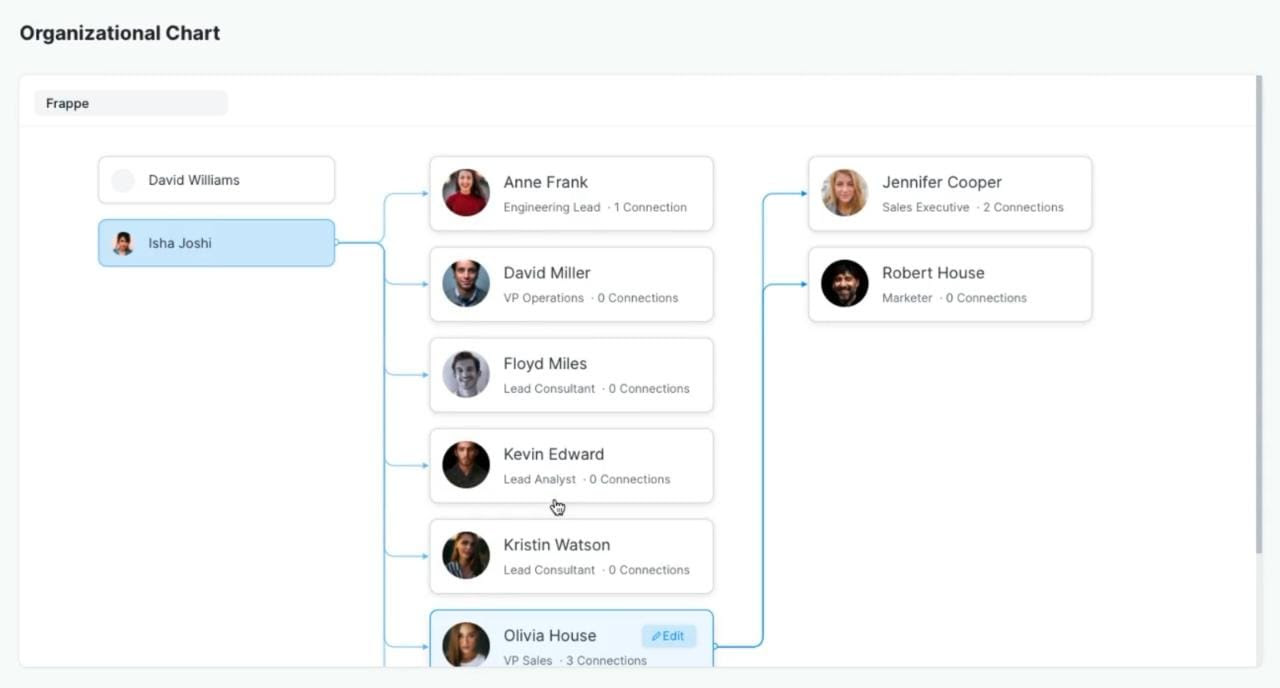 Organizational Chart
Frappe
David Williams
Isha Joshi
Anne Frank
Engineering Lead · 1 Connection
David Miller
VP Operations · 0 Connections
Floyd Miles
Lead Consultant · 0 Connections
Kevin Edward
Lead Analyst · 0 Connections
Kristin Watson
Lead Consultant · 0 Connections
Olivia House
Edit
VP Sales · 3 Connections
Jennifer Cooper
Sales Executive · 2 Connections
Robert House
Marketer · 0 Connections